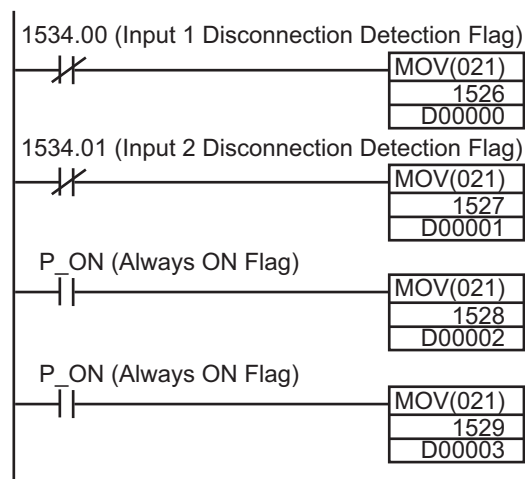 1534.00 (Input 1 Disconnection Detection Flag)
MOV(021)
1526
D00000
1534.01 (Input 2 Disconnection Detection Flag)
MOV(021)
1527
D00001
P_ON (Always ON Flag)
MOV(021)
1528
D00002
P_ON (Always ON Flag)
MOV(021)
1529
D00003